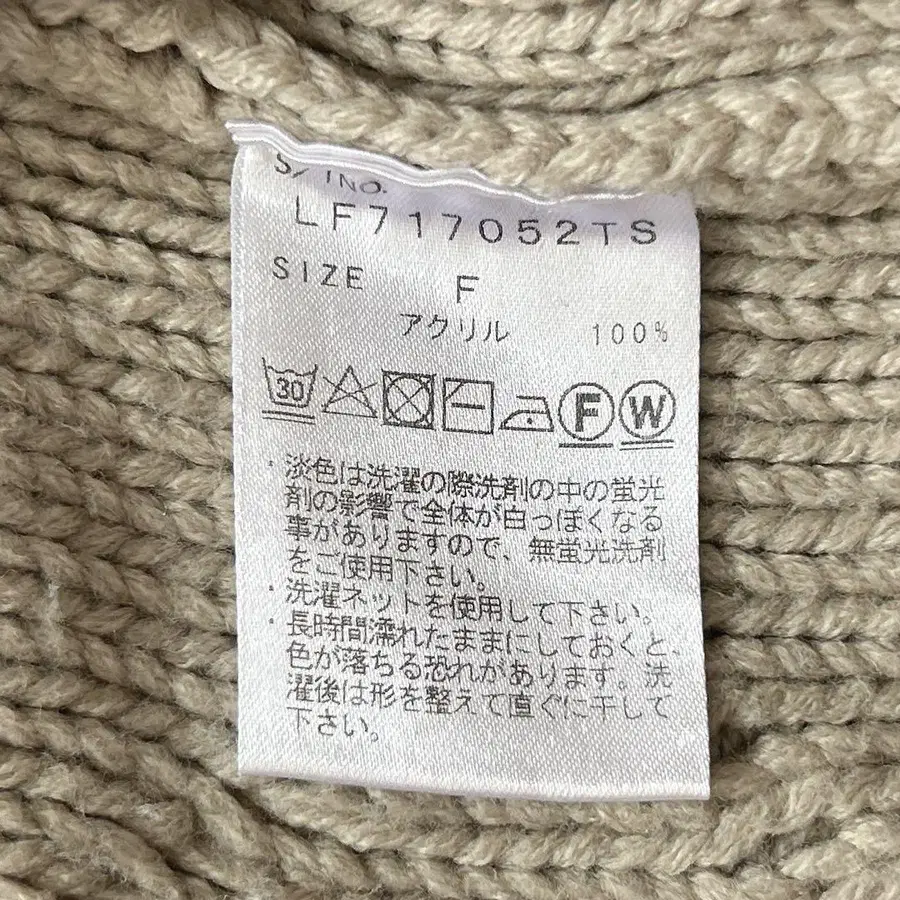 S/INO.
LF717052TS
SIZE F
アクリル 100%
30 F W
・淡色は洗濯の際洗剤の中の蛍光
剤の影響で全体が白っぽくなる
事がありますので、無蛍光洗剤
をご使用下さい。
・洗濯ネットを使用して下さい。
・長時間濡れたままにしておくと、
色が落ちる恐れがあります。洗
濯後は形を整えて直ぐに干して
下さい。